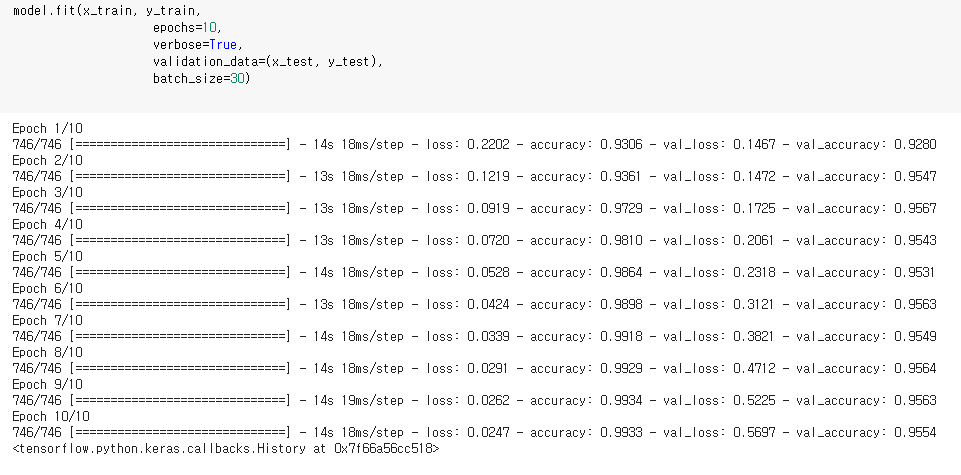 model.fit(x_train, y_train,
epochs=10,
verbose=True,
validation_data=(x_test, y_test),
batch_size=30)
Epoch 1/10
746/746 [==============================] - 14s 18ms/step - loss: 0.2202 - accuracy: 0.9306 - val_loss: 0.1467 - val_accuracy: 0.9280
Epoch 2/10
746/746 [==============================] - 13s 18ms/step - loss: 0.1219 - accuracy: 0.9361 - val_loss: 0.1472 - val_accuracy: 0.9547
Epoch 3/10
746/746 [==============================] - 13s 18ms/step - loss: 0.0919 - accuracy: 0.9729 - val_loss: 0.1725 - val_accuracy: 0.9567
Epoch 4/10
746/746 [==============================] - 13s 18ms/step - loss: 0.0720 - accuracy: 0.9810 - val_loss: 0.2061 - val_accuracy: 0.9543
Epoch 5/10
746/746 [==============================] - 14s 18ms/step - loss: 0.0528 - accuracy: 0.9864 - val_loss: 0.2318 - val_accuracy: 0.9531
Epoch 6/10
746/746 [==============================] - 13s 18ms/step - loss: 0.0424 - accuracy: 0.9898 - val_loss: 0.3121 - val_accuracy: 0.9563
Epoch 7/10
746/746 [==============================] - 14s 18ms/step - loss: 0.0339 - accuracy: 0.9918 - val_loss: 0.3821 - val_accuracy: 0.9549
Epoch 8/10
746/746 [==============================] - 14s 18ms/step - loss: 0.0291 - accuracy: 0.9929 - val_loss: 0.4712 - val_accuracy: 0.9564
Epoch 9/10
746/746 [==============================] - 14s 19ms/step - loss: 0.0262 - accuracy: 0.9934 - val_loss: 0.5225 - val_accuracy: 0.9563
Epoch 10/10
746/746 [==============================] - 14s 18ms/step - loss: 0.0247 - accuracy: 0.9933 - val_loss: 0.5697 - val_accuracy: 0.9554
<tensorflow.python.keras.callbacks.History at 0x7f66a56cc518>